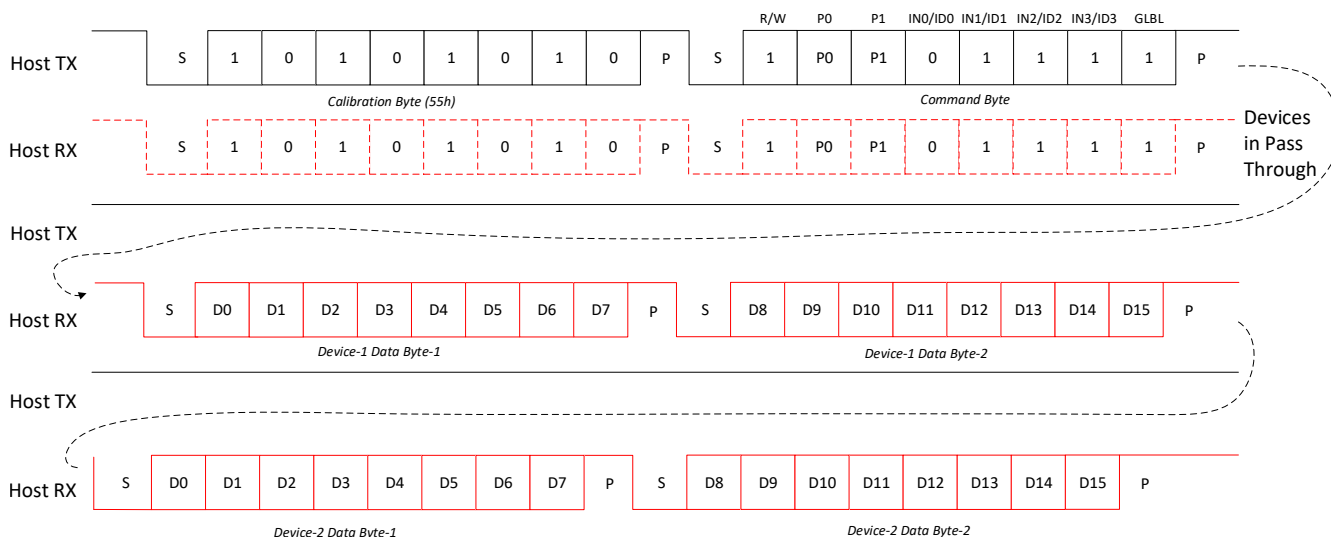 R/W P0 P1 IN0/ID0 IN1/ID1 IN2/ID2 IN3/ID3 GLBL
Host TX S 1 0 1 0 1 0 1 0 P S 1 P0 P1 0 1 1 1 1 P
Calibration Byte (55h) Command Byte
Host RX S 1 0 1 0 1 0 1 0 P S 1 P0 P1 0 1 1 1 1 P
Devices
in Pass
Through
Host TX
Host RX S D0 D1 D2 D3 D4 D5 D6 D7 P S D8 D9 D10 D11 D12 D13 D14 D15 P
Device-1 Data Byte-1 Device-1 Data Byte-2
Host TX
Host RX S D0 D1 D2 D3 D4 D5 D6 D7 P S D8 D9 D10 D11 D12 D13 D14 D15 P
Device-2 Data Byte-1 Device-2 Data Byte-2